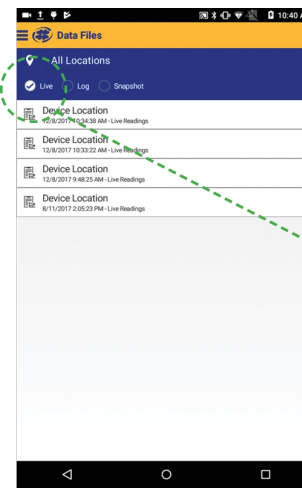 10:40 A
Data Files
All Locations
Live Log Snapshot
Device Location
12/8/2017 10:34:38 AM - Live Readings
Device Location
12/8/2017 10:33:22 AM - Live Readings
Device Location
12/8/2017 9:48:25 AM - Live Readings
Device Location
8/11/2017 2:05:23 PM - Live Readings